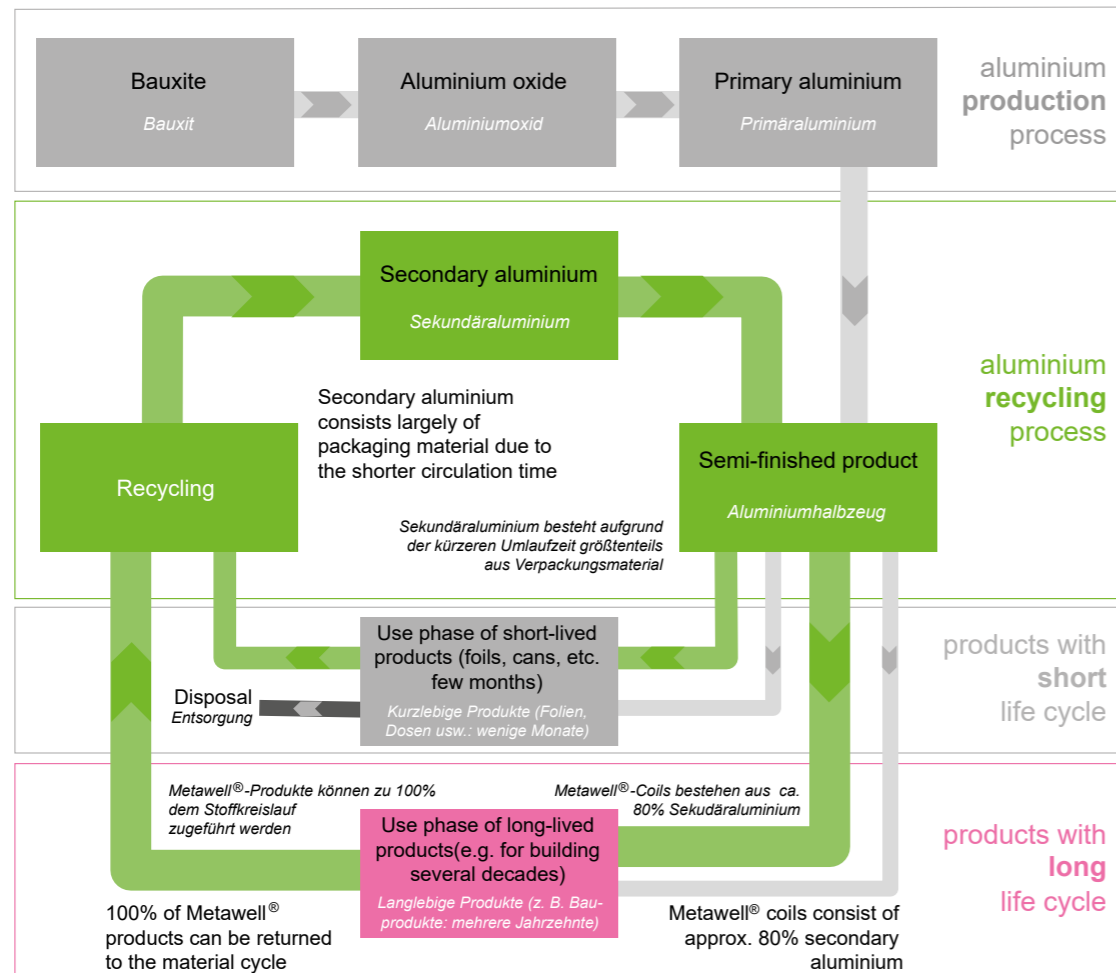 Bauxite
Bauxit
Aluminium oxide
Aluminiumoxid
Primary aluminium
Primäraluminium
aluminium
production
process
Secondary aluminium
Sekundäraluminium
aluminium
recycling
process
Secondary aluminium
consists largely of
packaging material due to
the shorter circulation time
Recycling
Semi-finished product
Aluminiumhalbzeug
Sekundäraluminium besteht aufgrund
der kürzeren Umlaufzeit größtenteils
aus Verpackungsmaterial
Use phase of short-lived
products (foils, cans, etc.
few months)
Kurzlebige Produkte (Folien,
Dosen usw.: wenige Monate)
Disposal
Entsorgung
products with
short
life cycle
Metawell®-Produkte können zu 100%
dem Stoffkreislauf
zugeführt werden
Metawell®-Coils bestehen aus ca.
80% Sekudäraluminium
Use phase of long-lived
products(e.g. for building
several decades)
Langlebige Produkte (z. B. Bau-
produkte: mehrere Jahrzehnte)
products with
long
life cycle
100% of Metawell®
products can be returned
to the material cycle
Metawell® coils consist of
approx. 80% secondary
aluminium